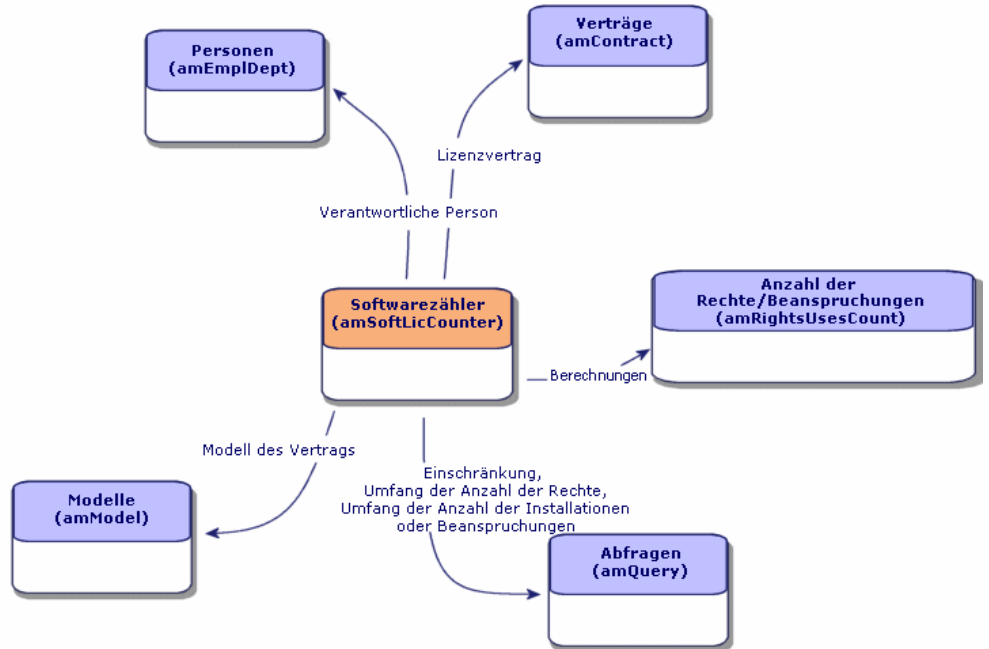 Verträge
(amContract)
Personen
(amEmplDept)
Lizenzvertrag
Verantwortliche Person
Anzahl der
Rechte/Beanspruchungen
(amRightsUsesCount)
Softwarezähler
(amSoftLicCounter)
Berechnungen
Modell des Vertrags
Einschränkung,
Umfang der Anzahl der Rechte,
Umfang der Anzahl der Installationen
oder Beanspruchungen
Modelle
(amModel)
Abfragen
(amQuery)